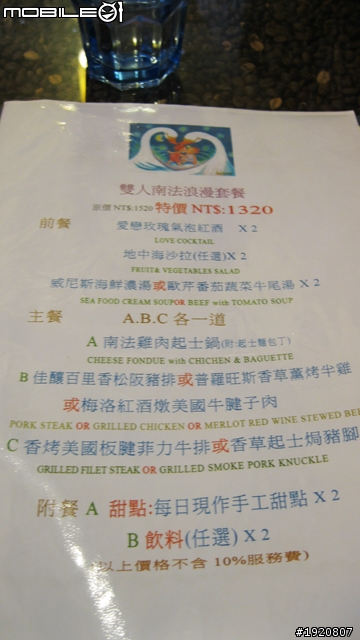 MOBILE01
雙人南法浪漫套餐
原價 NT$:1520 特價 NT$:1320
前餐 愛戀玫瑰氣泡紅酒 X 2
LOVE COCKTAIL
地中海沙拉(任選)X 2
FRUIT& VEGETABLES SALAD
威尼斯海鮮濃湯或歐芹番茄蔬菜牛尾湯 X 2
SEA FOOD CREAM SOUP OR BEEF with TOMATO SOUP
主餐 A.B.C 各一道
A 南法雞肉起士鍋(附:起士麵包丁)
CHEESE FONDUE with CHICHEN & BAGUETTE
B 佳釀百里香松阪豬排或普羅旺斯香草薰烤半雞
或梅洛紅酒燉美國牛腱子肉
PORK STEAK OR GRILLED CHICKEN OR MERLOT RED WINE STEWED BEE
C 香烤美國板腱菲力牛排或香草起士焗豬腳
GRILLED FILET STEAK OR GRILLED SMOKE PORK KNUCKLE
附餐 A 甜點:每日現作手工甜點 X 2
B 飲料(任選) X 2
(以上價格不含 10%服務費)
#1920807